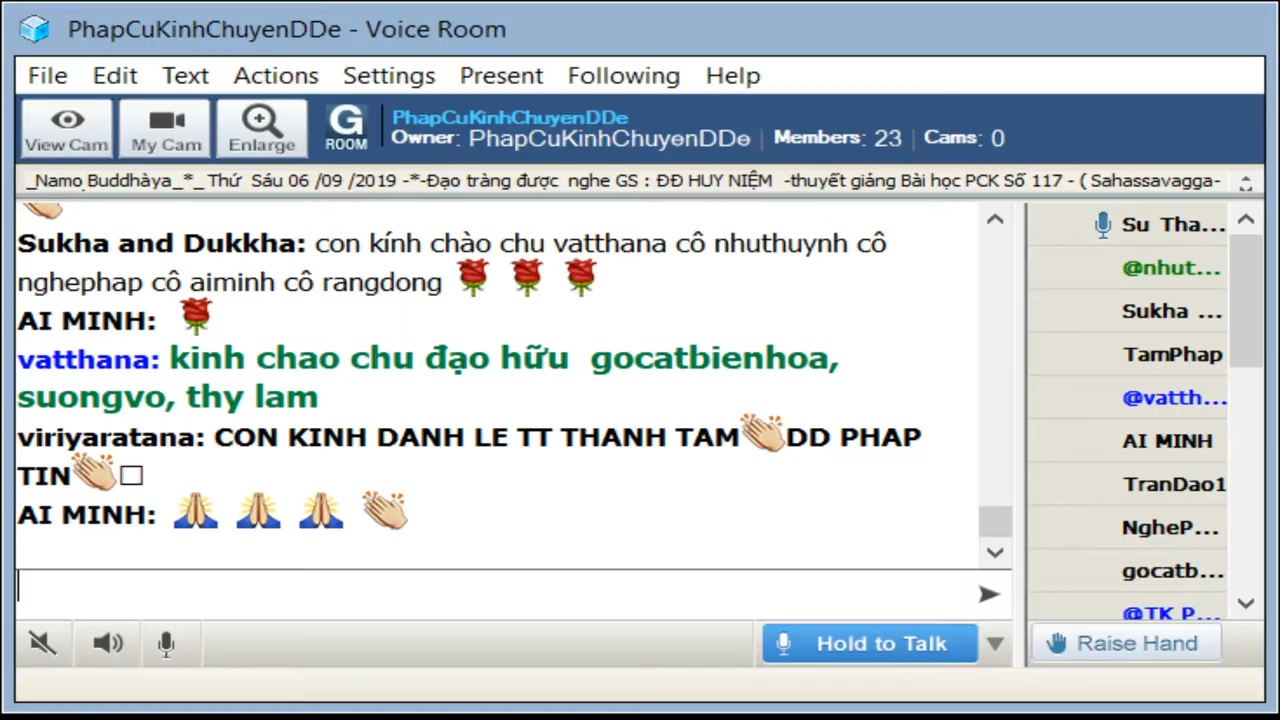 PhapCuKinhChuyenDDe - Voice Room
File Edit Text Actions Settings Present Following Help
View Cam My Cam Enlarge G ROOM
PhapCuKinhChuyenDDe
Owner: PhapCuKinhChuyenDDe | Members: 23 | Cams: 0
_Namo_Buddhàya_*_ Thứ Sáu 06 /09 /2019 -*-Đạo tràng được nghe GS : ĐĐ HUY NIỆM -thuyết giảng Bài học PCK Số 117 - ( Sahassavagga-
Sukha and Dukkha: con kính chào chu vatthana cô nhuthuynh cô
nghephap cô aiminh cô rangdong
AI MINH:
vatthana: kinh chao chu đạo hữu gocatbienhoa,
suongvo, thy lam
viriyaratana: CON KINH DANH LE TT THANH TAM DD PHAP
TIN
AI MINH:
Su Tha...
@nhut...
Sukha ...
TamPhap
@vatth...
AI MINH
TranDao1
NgheP...
gocatb...
@TK P...
Hold to Talk
Raise Hand